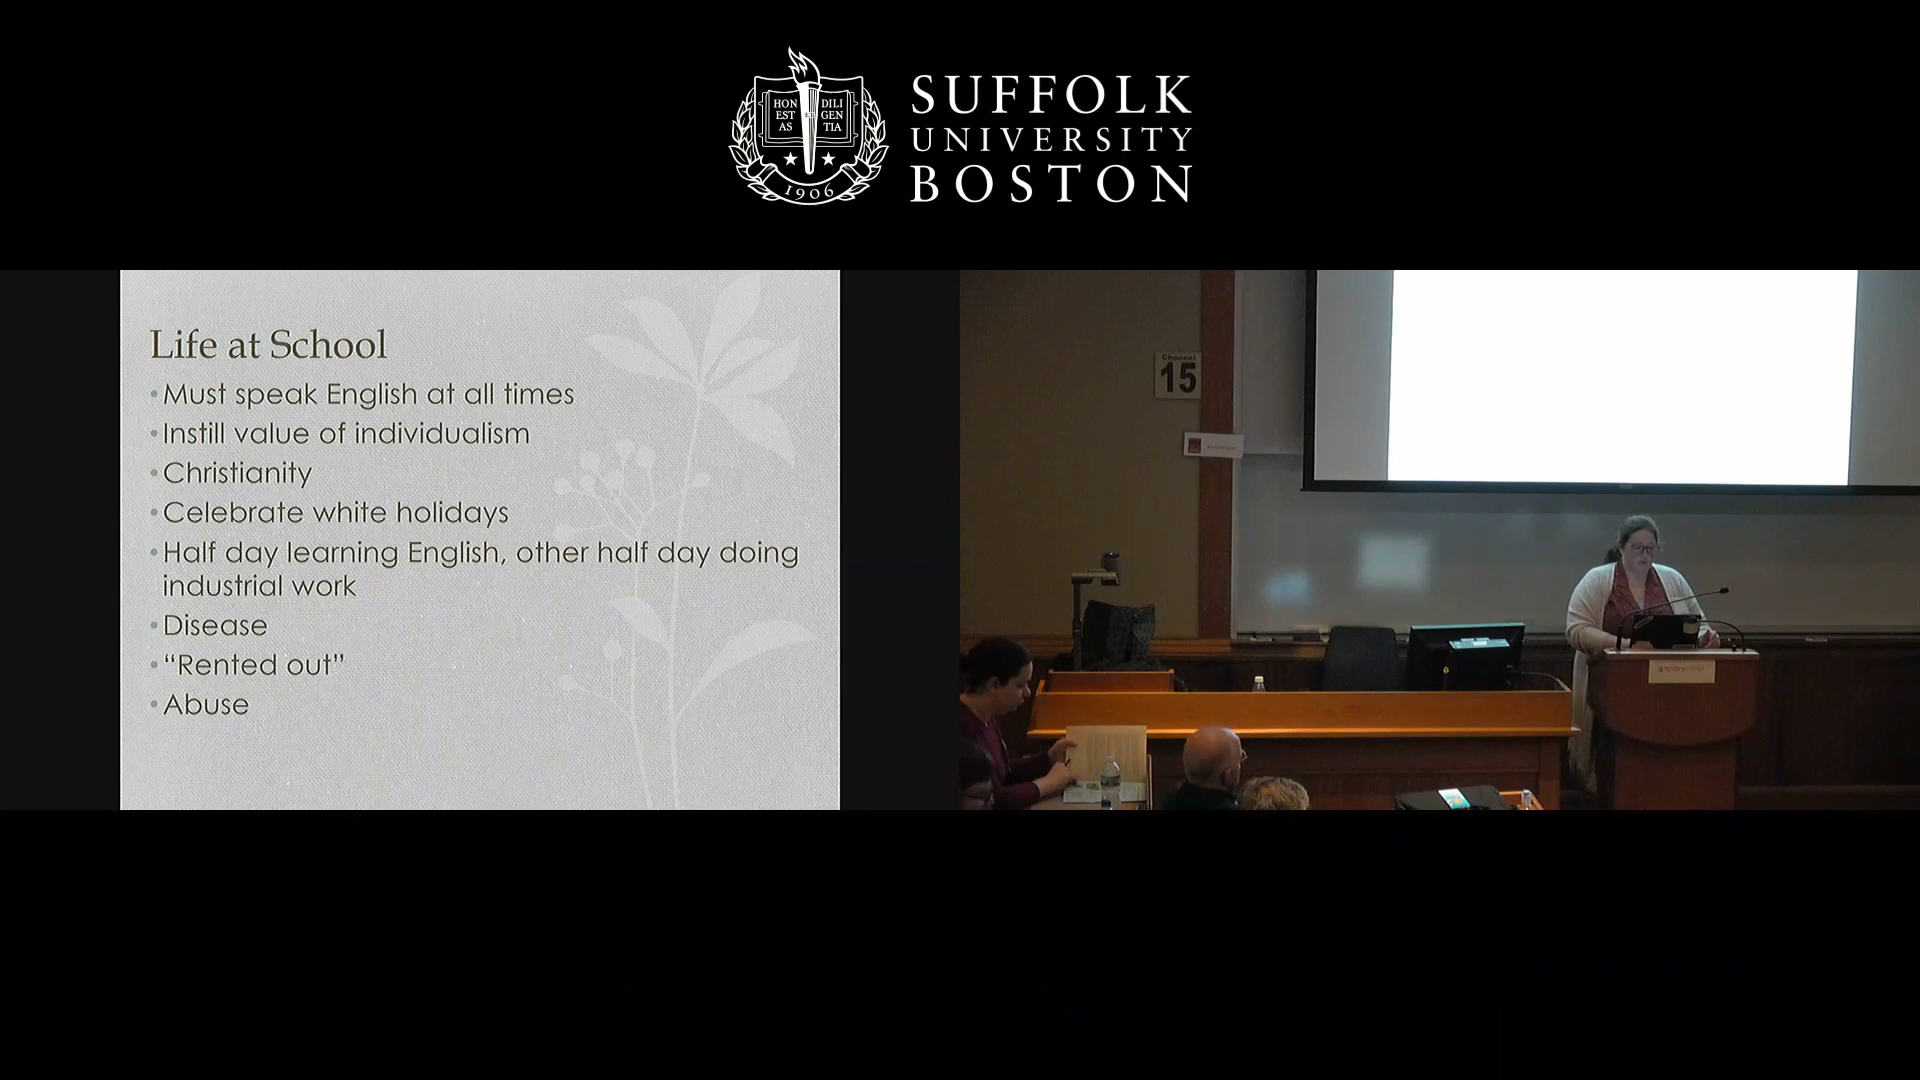 HON
EST
AS
DILI
GEN
TIA
1906
SUFFOLK
UNIVERSITY
BOSTON
Life at School
•Must speak English at all times
•Instill value of individualism
•Christianity
•Celebrate white holidays
•Half day learning English, other half day doing
industrial work
•Disease
•“Rented out”
•Abuse
Channel
15